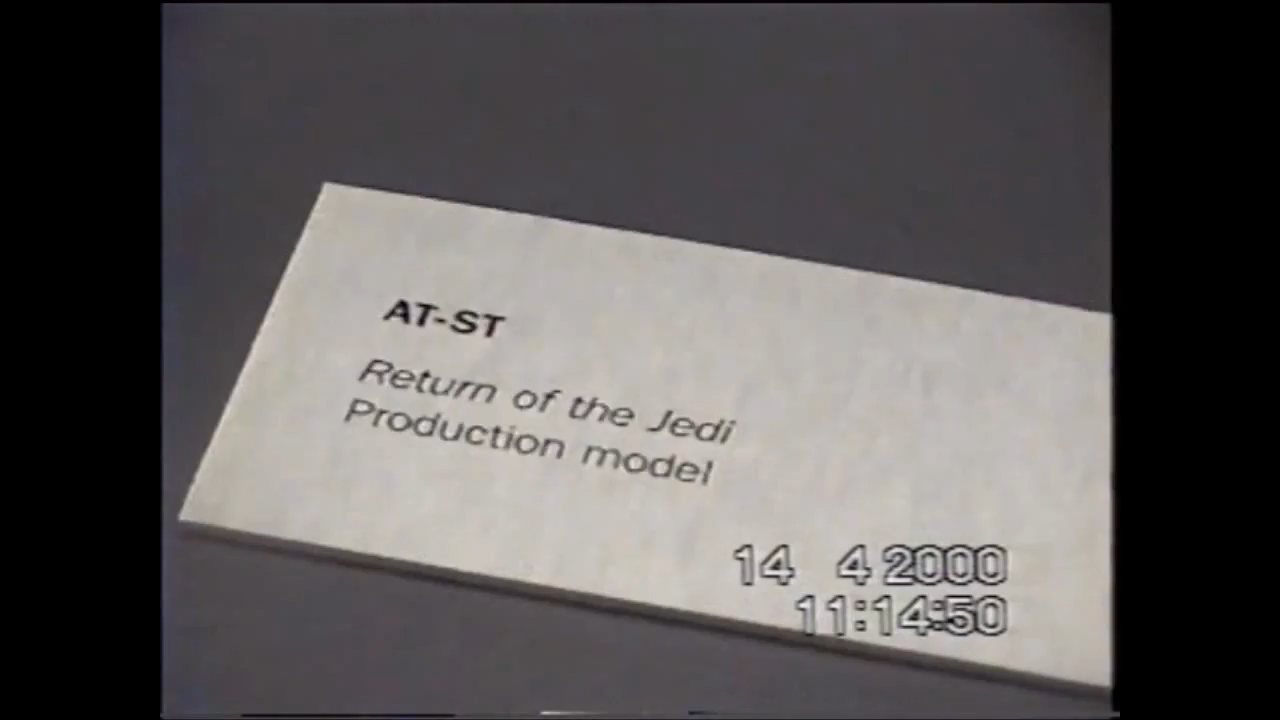 AT-ST
Return of the Jedi
Production model
14 4 2000
11:14:50